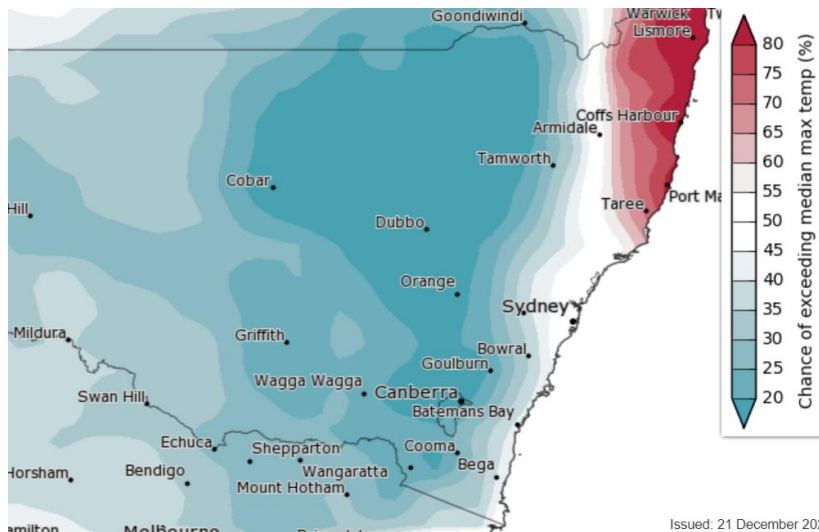 Goondiwindi
Warwick
Lismore
Coffs Harbour
Armidale
Tamworth
Cobar
Port Ma
Hill
Taree
Dubbo
Orange
Sydney
Mildura
Griffith
Bowral
Goulburn
Wagga Wagga
Canberra
Swan Hill
Batemans Bay
Echuca
Shepparton
Cooma
Horsham
Bendigo
Wangaratta
Bega
Mount Hotham
80
75
70
65
60
55
50
45
40
35
30
25
20
Chance of exceeding median max temp (%)
Issued: 21 December 202